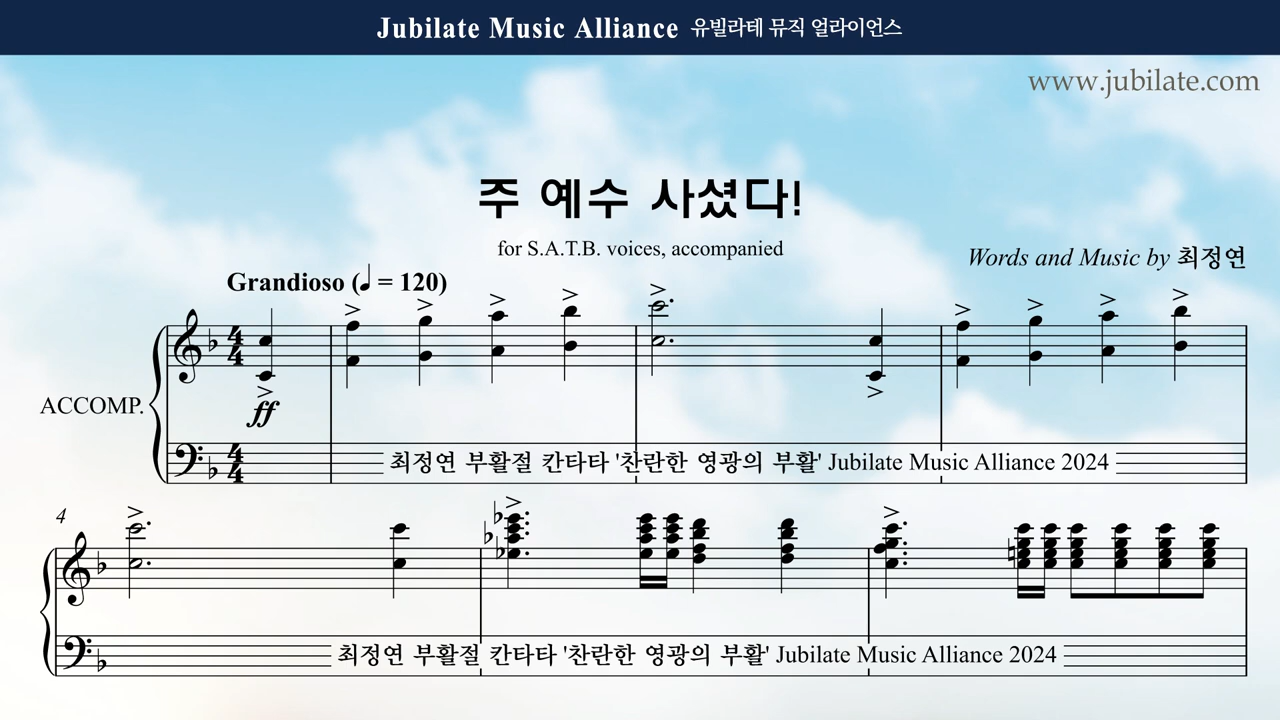 Jubilate Music Alliance 유빌라테 뮤직 얼라이언스
www.jubilate.com
주 예수 사셨다!
for S.A.T.B. voices, accompanied
Words and Music by 최정연
Grandioso (♩ = 120)
ACCOMP.
ff
최정연 부활절 칸타타 '찬란한 영광의 부활' Jubilate Music Alliance 2024
4
최정연 부활절 칸타타 '찬란한 영광의 부활' Jubilate Music Alliance 2024